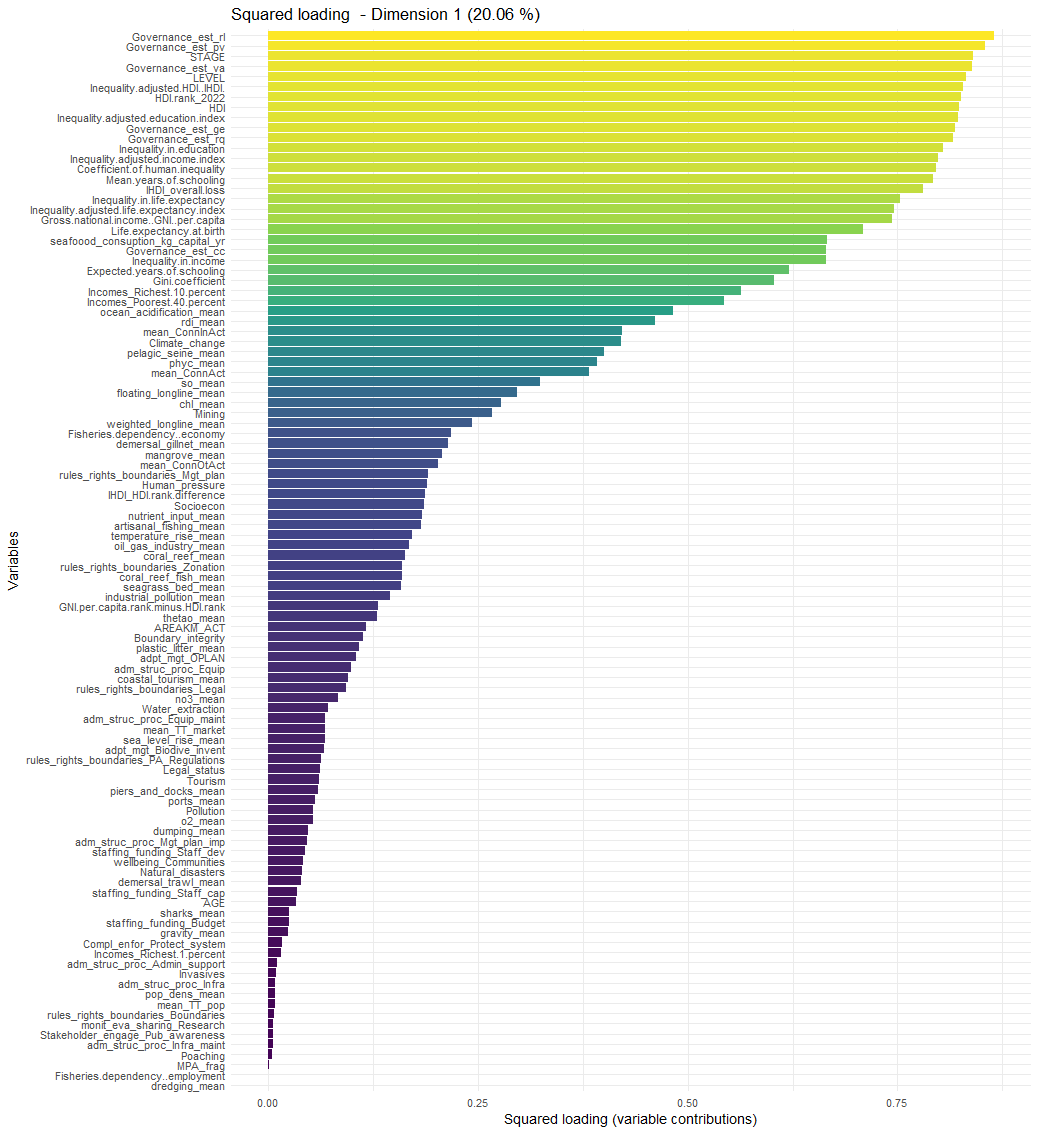 Squared loading  - Dimension 1 (20.06 %)
Governance_est_rl
Governance_est_pv
STAGE
Governance_est_va
LEVEL
Inequality.adjusted.HDI..IHDI.
HDI.rank_2022
HDI
Inequality.adjusted.education.index
Governance_est_ge
Governance_est_rq
Inequality.in.education
Inequality.adjusted.income.index
Coefficient.of.human.inequality
Mean.years.of.schooling
IHDI_overall.loss
Inequality.in.life.expectancy
Inequality.adjusted.life.expectancy.index
Gross.national.income..GNI..per.capita
Life.expectancy.at.birth
seafoood_consuption_kg_capital_yr
Governance_est_cc
Inequality.in.income
Expected.years.of.schooling
Gini.coefficient
Incomes_Richest.10.percent
Incomes_Poorest.40.percent
ocean_acidification_mean
rdi_mean
mean_ConnInAct
Climate_change
pelagic_seine_mean
phyc_mean
mean_ConnAct
so_mean
floating_longline_mean
chl_mean
Mining
weighted_longline_mean
Fisheries.dependency..economy
demersal_gillnet_mean
mangrove_mean
mean_ConnOtAct
rules_rights_boundaries_Mgt_plan
Human_pressure
IHDI_HDI.rank.difference
Socioecon
nutrient_input_mean
artisanal_fishing_mean
temperature_rise_mean
oil_gas_industry_mean
coral_reef_mean
rules_rights_boundaries_Zonation
coral_reef_fish_mean
seagrass_bed_mean
industrial_pollution_mean
GNI.per.capita.rank.minus.HDI.rank
thetao_mean
AREAKM_ACT
Boundary_integrity
plastic_litter_mean
adpt_mgt_OPLAN
adm_struc_proc_Equip
coastal_tourism_mean
rules_rights_boundaries_Legal
no3_mean
Water_extraction
adm_struc_proc_Equip_maint
mean_TT_market
sea_level_rise_mean
adpt_mgt_Biodive_invent
rules_rights_boundaries_PA_Regulations
Legal_status
Tourism
piers_and_docks_mean
ports_mean
Pollution
o2_mean
dumping_mean
adm_struc_proc_Mgt_plan_imp
staffing_funding_Staff_dev
wellbeing_Communities
Natural_disasters
demersal_trawl_mean
staffing_funding_Staff_cap
AGE
sharks_mean
staffing_funding_Budget
gravity_mean
Compl_enfor_Protect_system
Incomes_Richest.1.percent
adm_struc_proc_Admin_support
Invasives
adm_struc_proc_Infra
pop_dens_mean
mean_TT_pop
rules_rights_boundaries_Boundaries
monit_eva_sharing_Research
Stakeholder_engage_Pub_awareness
adm_struc_proc_Infra_maint
Poaching
MPA_frag
Fisheries.dependency..employment
dredging_mean
Variables
0.00 0.25 0.50 0.75
Squared loading (variable contributions)